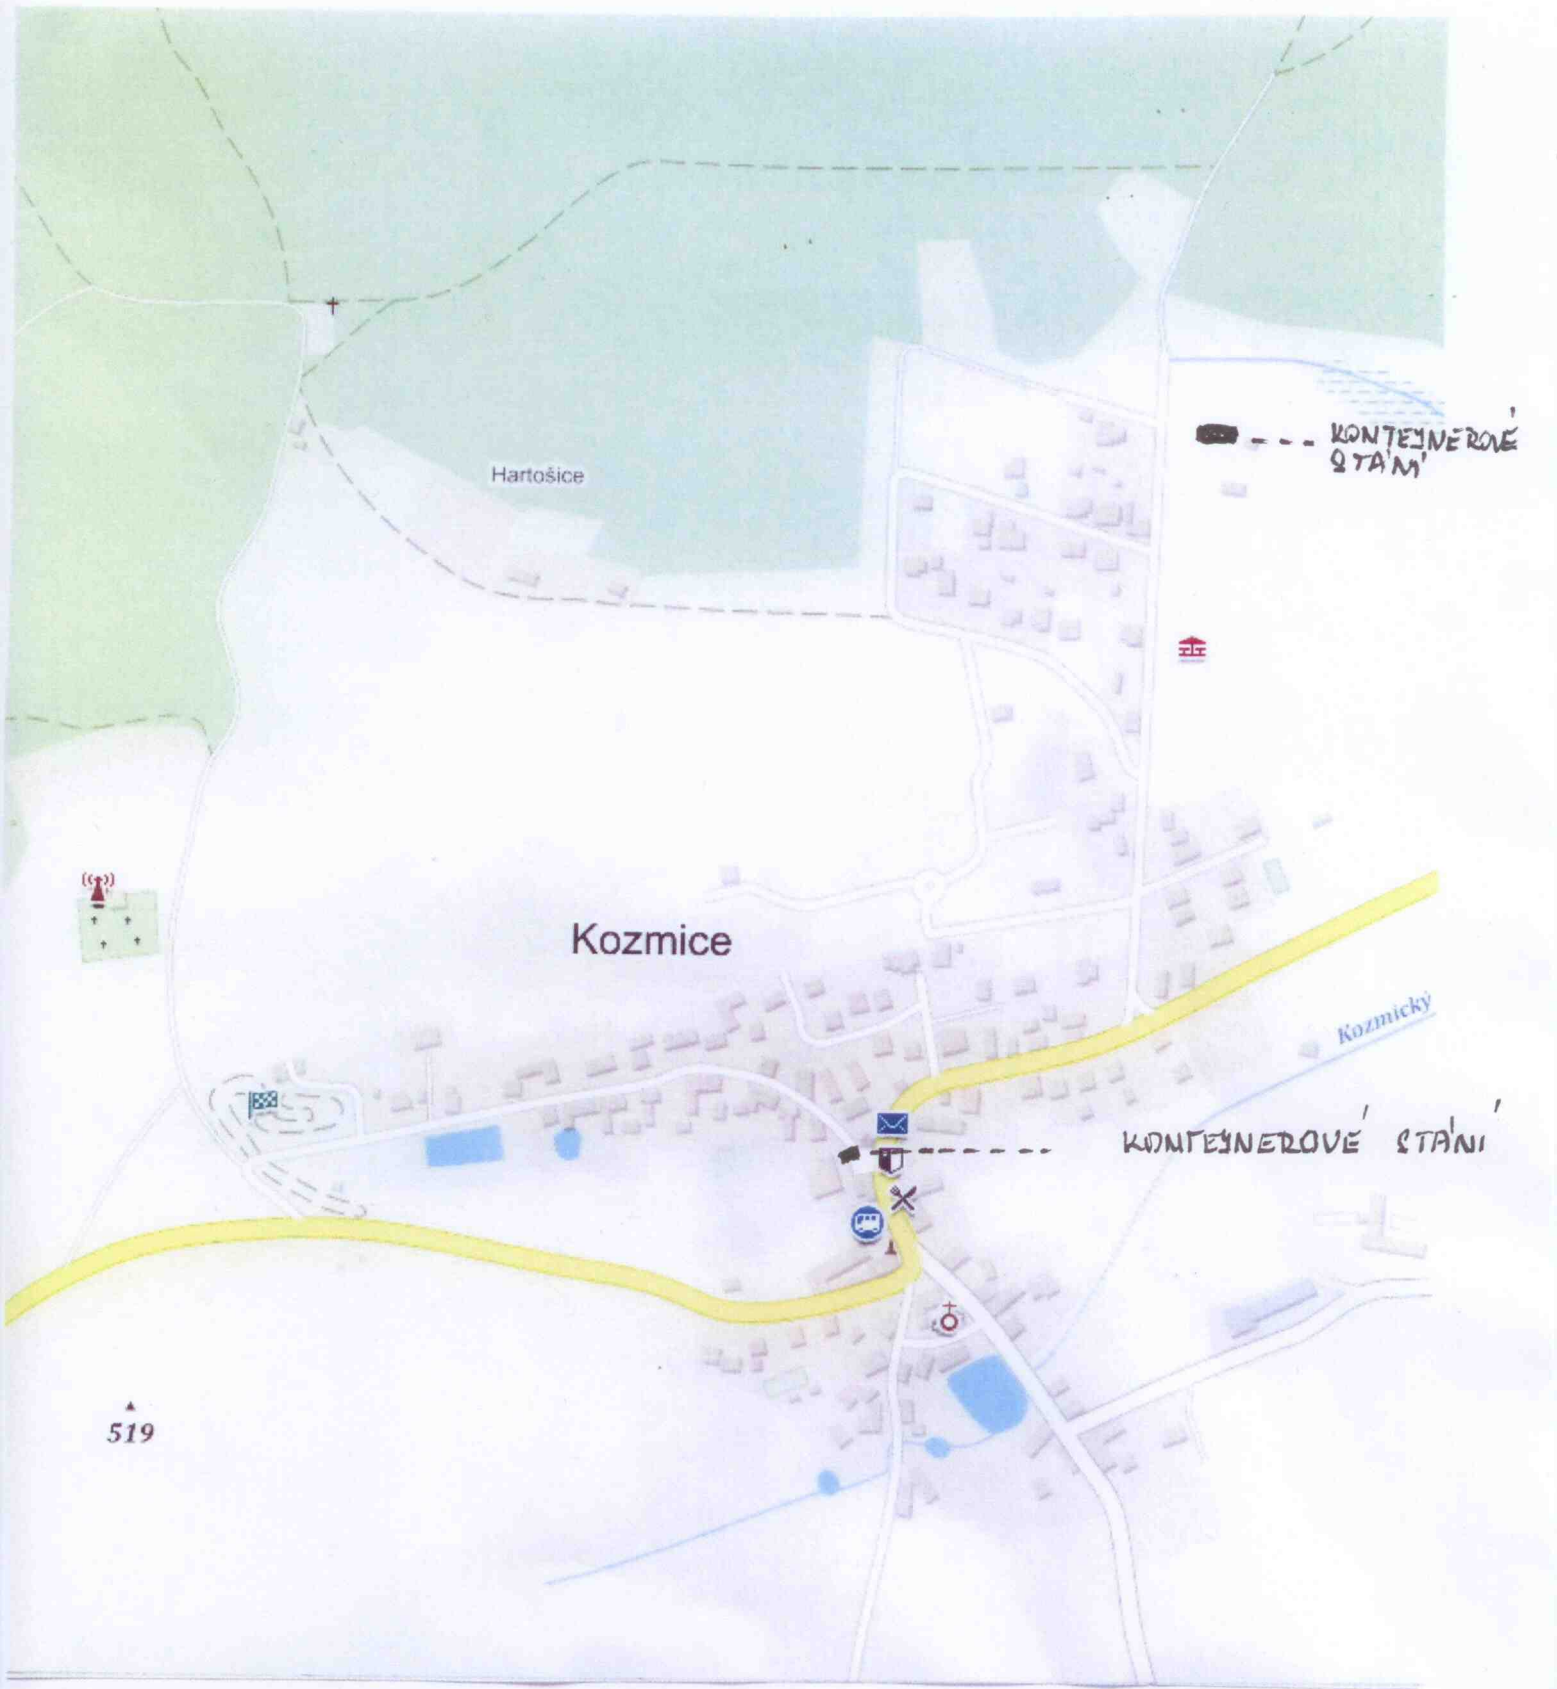 KONTEJNEROVÉ
STÁNÍ
Hartošice
Kozmice
Kozmický
KONTEJNEROVÉ STÁNÍ
519